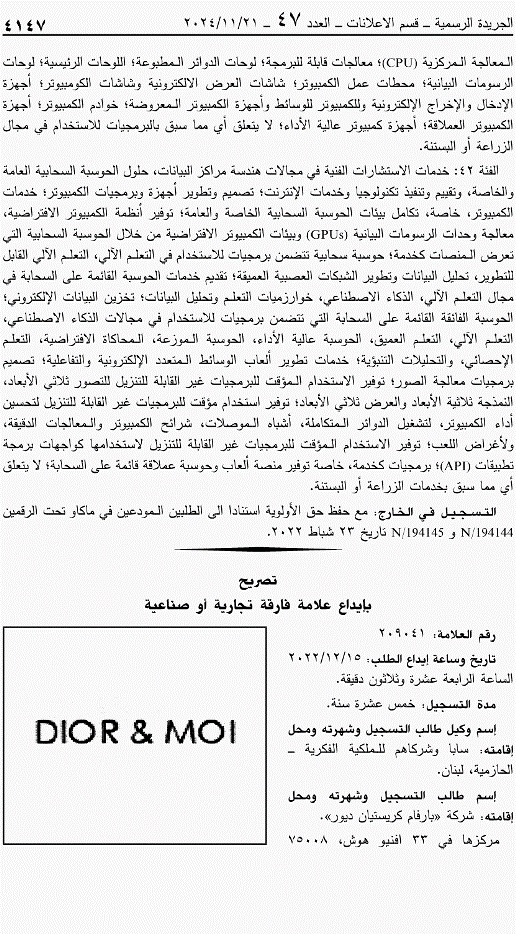 الجريدة الرسمية – قسم الاعلانات – العدد ٤٧ – ٢٠٢٤/١١/٢١
٤١٤٧
المعالجة المركزية (CPU)؛ معالجات قابلة للبرمجة؛ لوحات الدوائر المطبوعة؛ اللوحات الرئيسية؛ لوحات
الرسومات البيانية؛ محطات عمل الكمبيوتر؛ شاشات العرض الالكترونية وشاشات الكومبيوتر؛ أجهزة
الإدخال والإخراج الإلكترونية وللكمبيوتر للوسائط وأجهزة الكمبيوتر المعروضة؛ خوادم الكمبيوتر؛ أجهزة
الكمبيوتر العملاقة؛ أجهزة كمبيوتر عالية الأداء؛ لا يتعلق أي مما سبق بالبرمجيات للاستخدام في مجال
الزراعة أو البستنة.
الفئة ٤٢: خدمات الاستشارات الفنية في مجالات هندسة مراكز البيانات، حلول الحوسبة السحابية العامة
والخاصة، وتقييم وتنفيذ تكنولوجيا وخدمات الإنترنت؛ تصميم وتطوير أجهزة وبرمجيات الكمبيوتر؛ خدمات
الكمبيوتر، خاصة، تكامل بيئات الحوسبة السحابية الخاصة والعامة؛ توفير أنظمة الكمبيوتر الافتراضية،
معالجة وحدات الرسومات البيانية (GPUs) وبيئات الكمبيوتر الافتراضية من خلال الحوسبة السحابية التي
تعرض المنصات كخدمة؛ حوسبة سحابية تتضمن برمجيات للاستخدام في التعلم الآلي، التعلم الآلي القابل
للتطوير، تحليل البيانات وتطوير الشبكات العصبية العميقة؛ تقديم خدمات الحوسبة القائمة على السحابة في
مجال التعلم الآلي، الذكاء الاصطناعي، خوارزميات التعلم وتحليل البيانات؛ تخزين البيانات الإلكتروني؛
الحوسبة الفائقة القائمة على السحابة التي تتضمن برمجيات للاستخدام في مجالات الذكاء الاصطناعي،
التعلم الآلي، التعلم العميق، الحوسبة عالية الأداء، الحوسبة الموزعة، المحاكاة الافتراضية، التعلم
الإحصائي، والتحليلات التنبؤية؛ خدمات تطوير ألعاب الوسائط المتعدد الإلكترونية والتفاعلية؛ تصميم
برمجيات معالجة الصور؛ توفير الاستخدام المؤقت للبرمجيات غير القابلة للتنزيل للتصور ثلاثي الأبعاد،
النمذجة ثلاثية الأبعاد والعرض ثلاثي الأبعاد؛ توفير استخدام مؤقت للبرمجيات غير القابلة للتنزيل لتحسين
أداء الكمبيوتر، لتشغيل الدوائر المتكاملة، أشباه الموصلات، شرائح الكمبيوتر والمعالجات الدقيقة،
ولأغراض اللعب؛ توفير الاستخدام المؤقت للبرمجيات غير القابلة للتنزيل لاستخدامها كواجهات برمجة
تطبيقات (API)؛ برمجيات كخدمة، خاصة توفير منصة ألعاب وحوسبة عملاقة قائمة على السحابة؛ لا يتعلق
أي مما سبق بخدمات الزراعة أو البستنة.
التسجيل في الخارج: مع حفظ حق الأولوية استنادا الى الطلبين المودعين في ماكاو تحت الرقمين
N/194144 و N/194145 تاريخ ٢٣ شباط ٢٠٢٢.
تصريح
بإيداع علامة فارقة تجارية أو صناعية
رقم العلامة: ٢٠٩٠٤١
تاريخ وساعة إيداع الطلب: ٢٠٢٢/١٢/١٥
الساعة الرابعة عشرة وثلاثون دقيقة.
مدة التسجيل: خمس عشرة سنة.
إسم وكيل طالب التسجيل وشهرته ومحل
إقامته: سابا وشركاهم للملكية الفكرية –
الحازمية، لبنان.
إسم طالب التسجيل وشهرته ومحل
إقامته: شركة «بارفام كريستيان ديور».
مركزها في ٣٣ افنيو هوش، ٧٥٠٠٨
DIOR & MOI